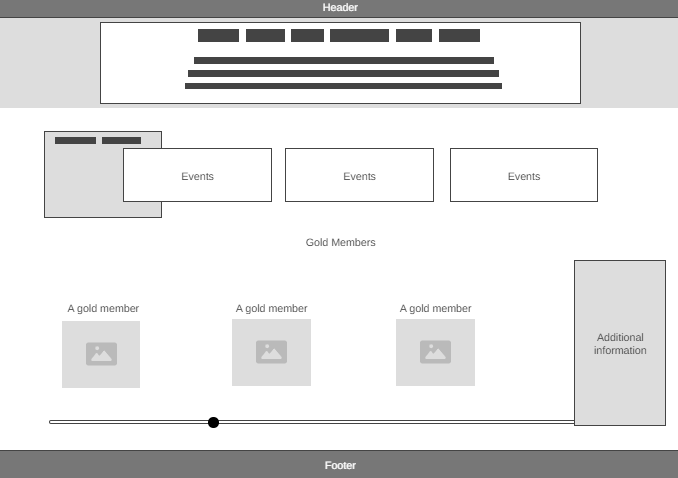 Header
Events
Events
Events
Gold Members
A gold member
A gold member
A gold member
Additional
information
Footer